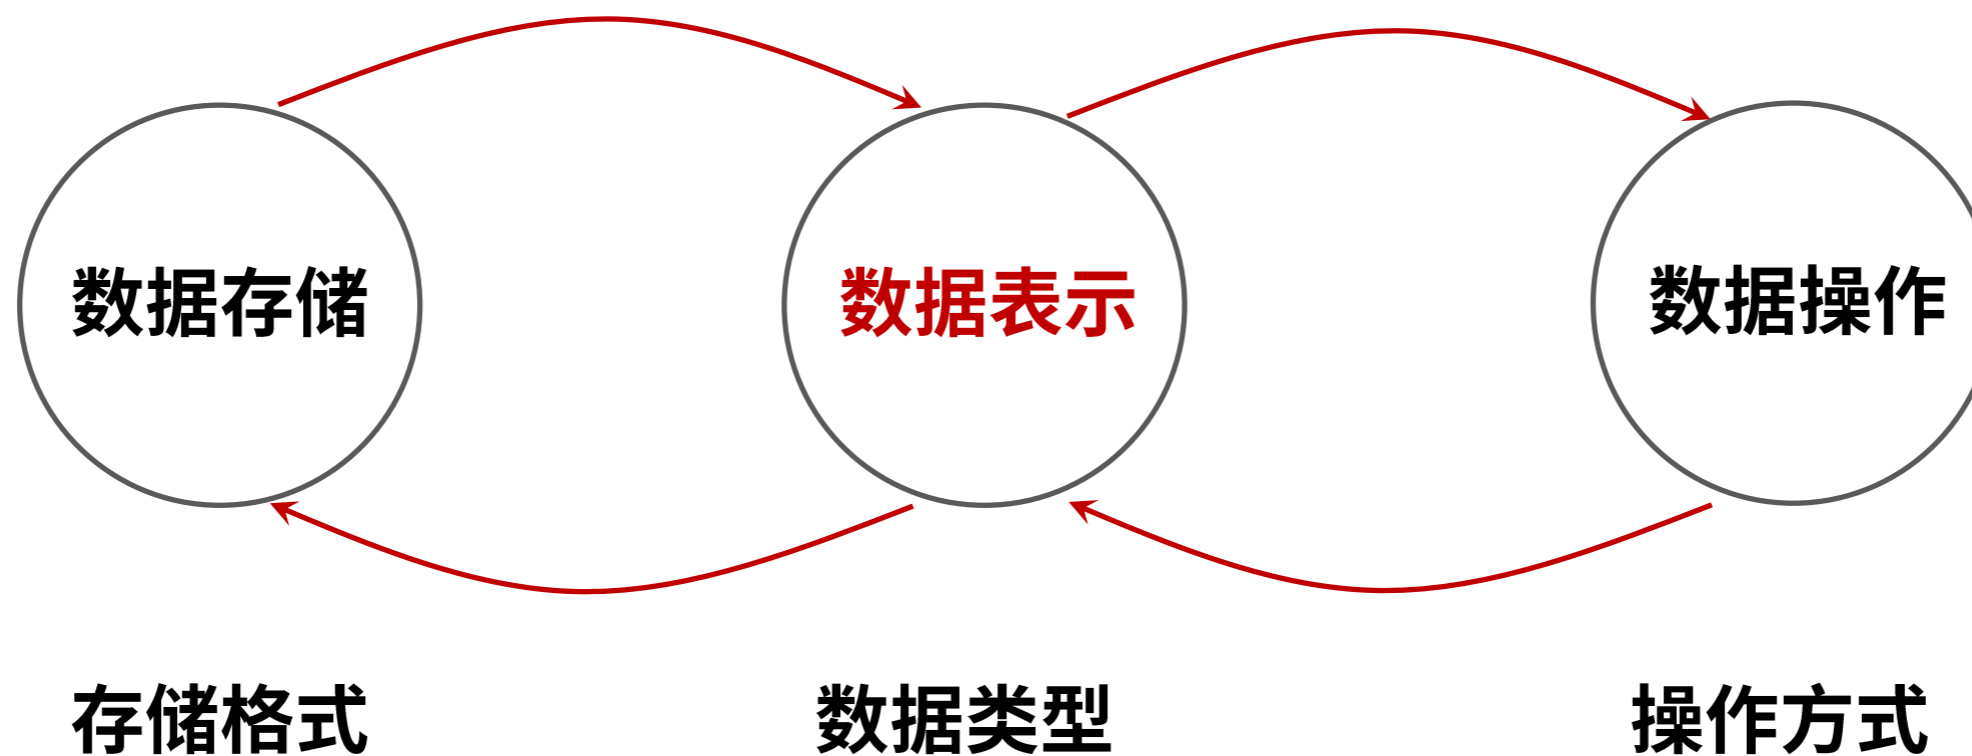 数据存储
数据表示
数据操作
存储格式
数据类型
操作方式